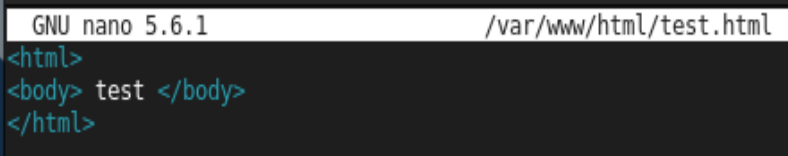 GNU nano 5.6.1 /var/www/html/test.html
<html>
<body> test </body>
</html>